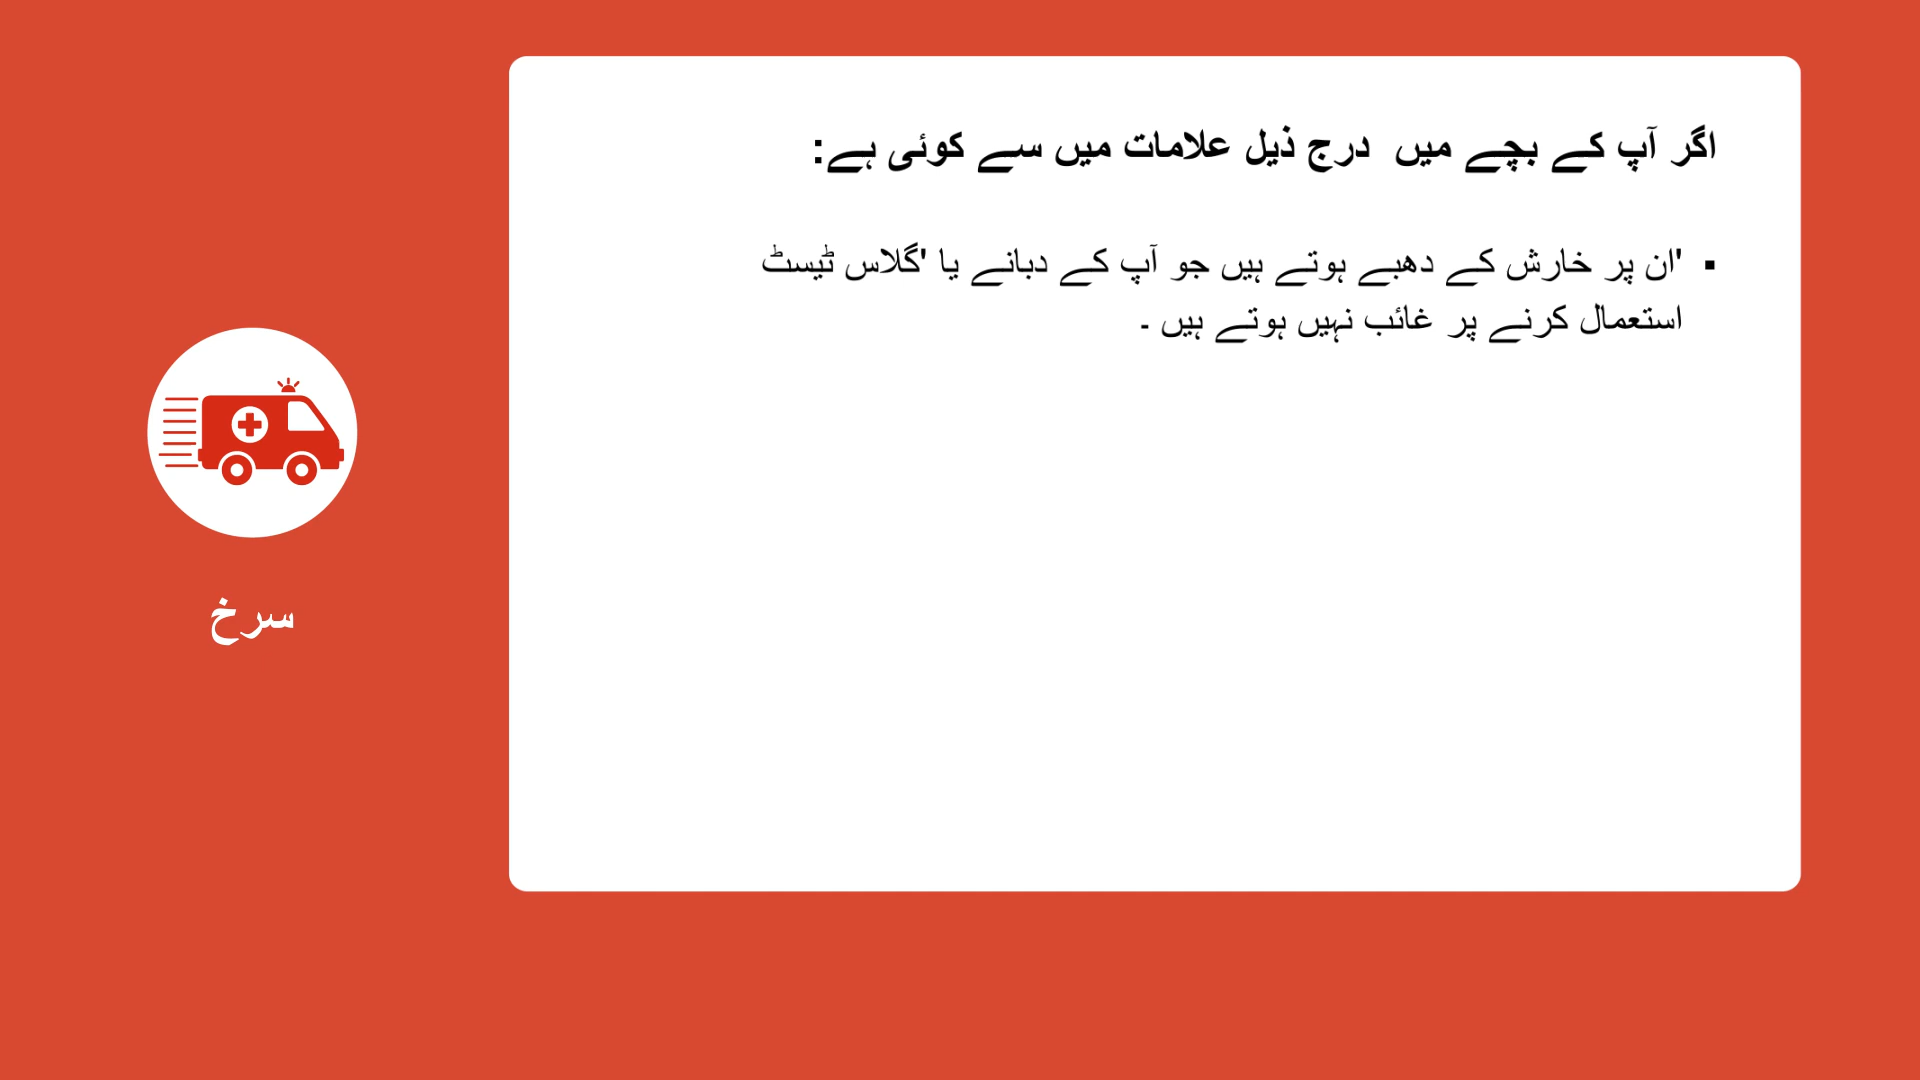 اگر آپ کے بچے میں  درج ذیل علامات میں سے کوئی ہے:
▪ 'ان پر خارش کے دھبے ہوتے ہیں جو آپ کے دبانے یا 'گلاس ٹیسٹ
استعمال کرنے پر غائب نہیں ہوتے ہیں ۔
سرخ